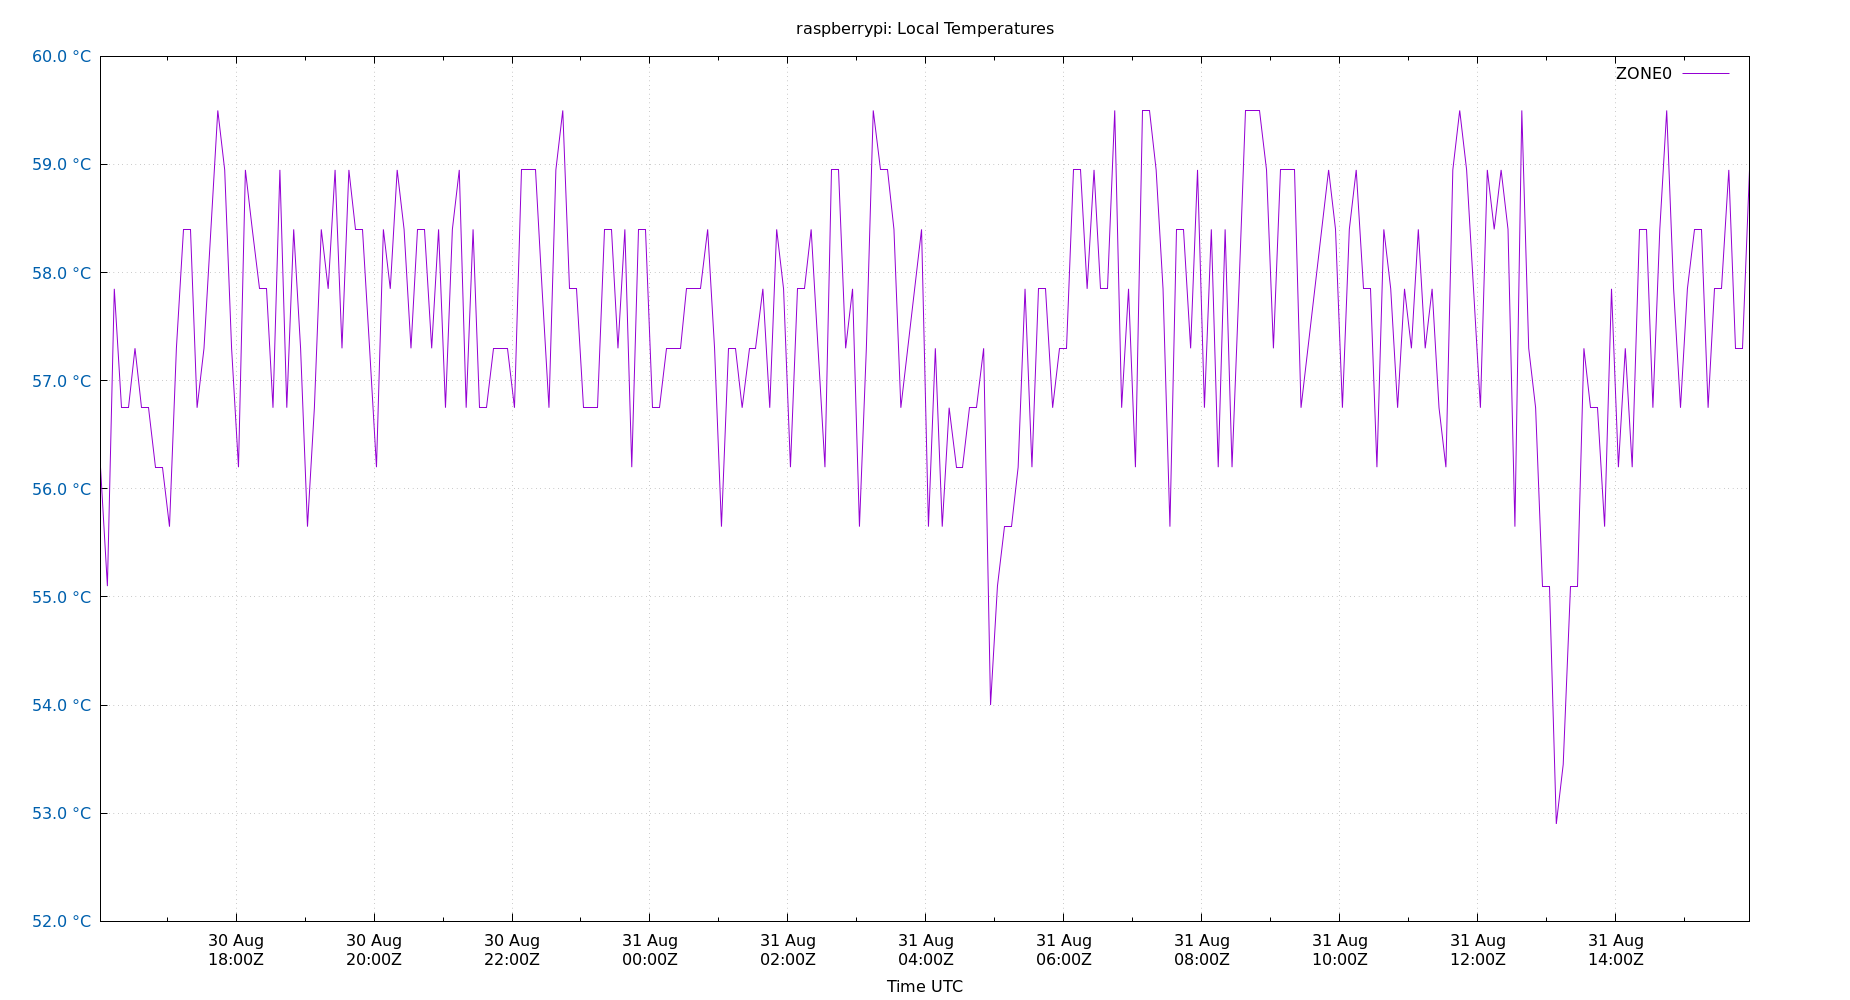 raspberrypi: Local Temperatures
60.0 °C
59.0 °C
58.0 °C
57.0 °C
56.0 °C
55.0 °C
54.0 °C
53.0 °C
52.0 °C
ZONE0
30 Aug 30 Aug 30 Aug 31 Aug 31 Aug 31 Aug 31 Aug 31 Aug 31 Aug 31 Aug 31 Aug
18:00Z 20:00Z 22:00Z 00:00Z 02:00Z 04:00Z 06:00Z 08:00Z 10:00Z 12:00Z 14:00Z
Time UTC